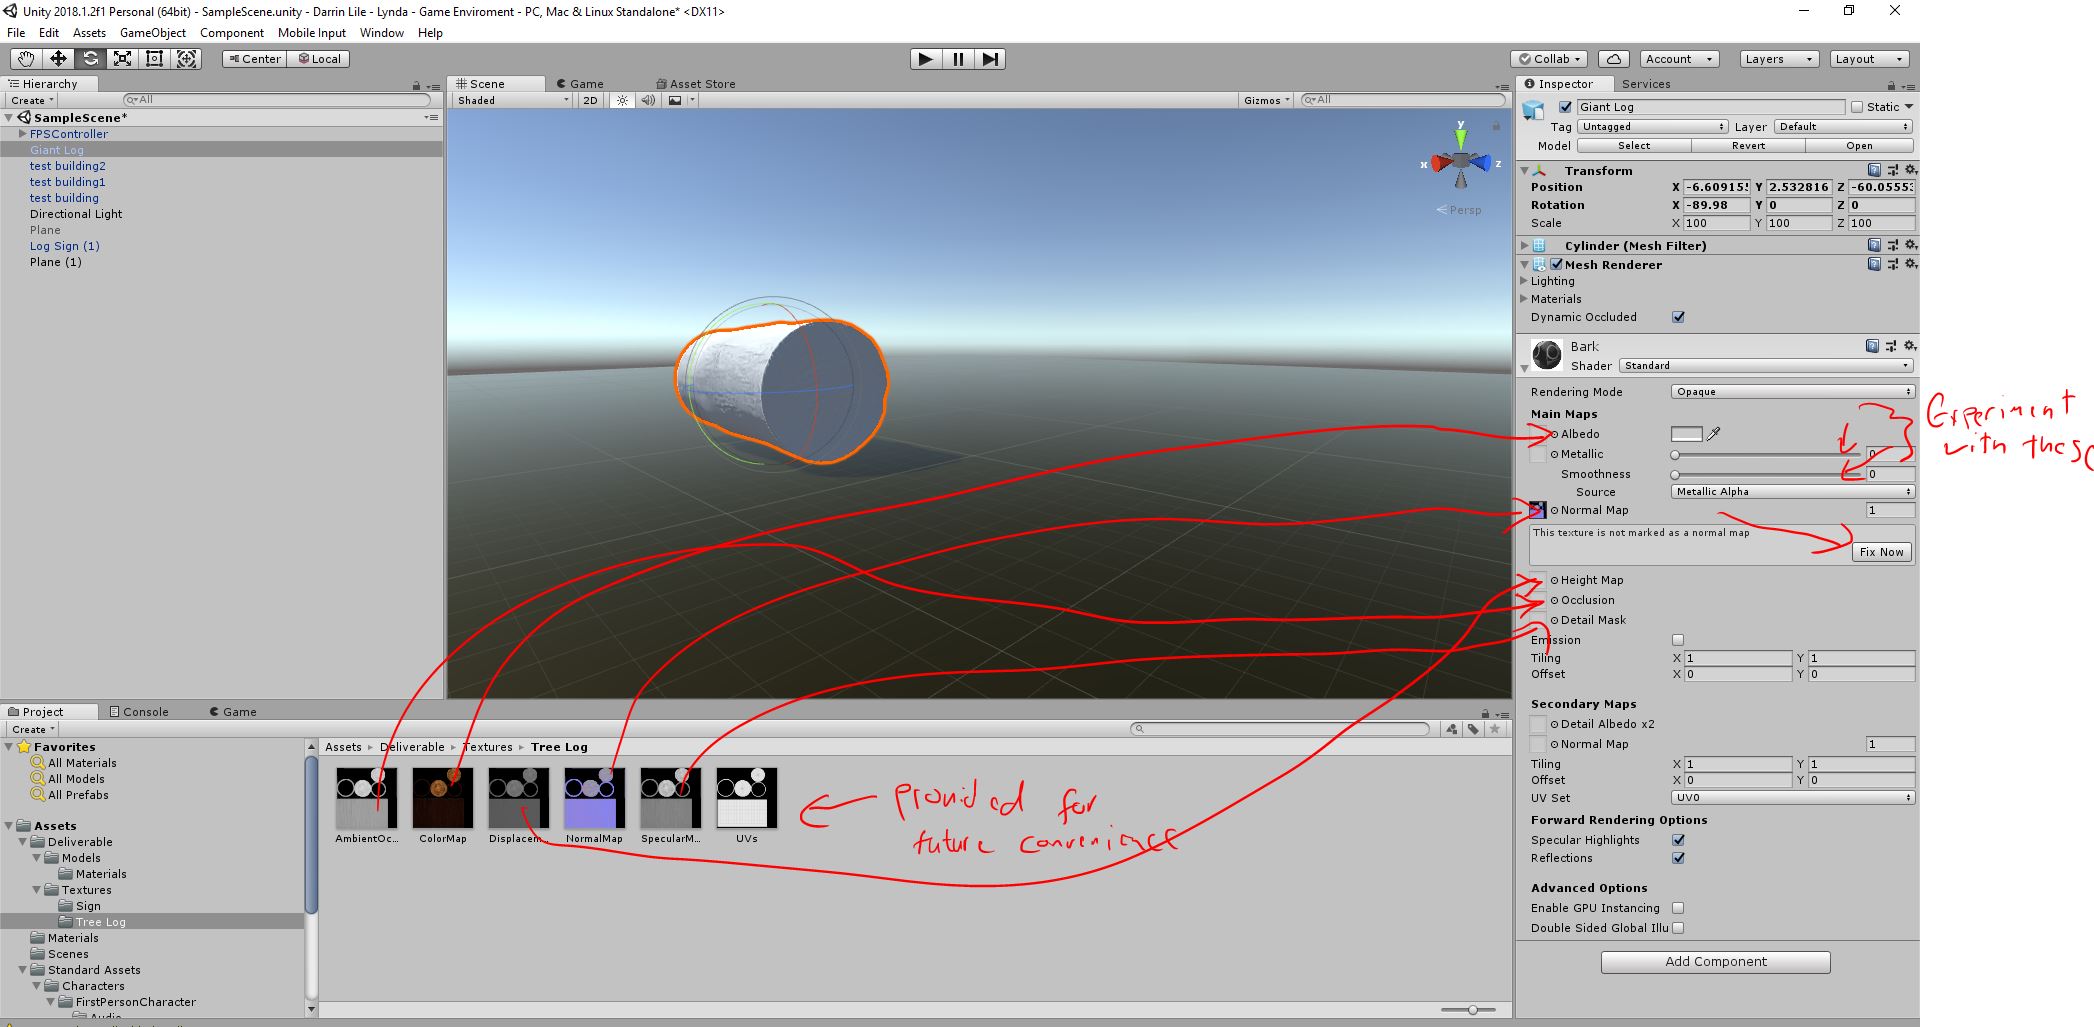 Unity 2018.1.2f1 Personal (64bit) - SampleScene.unity - Darrin Lile - Lynda - Game Enviroment - PC, Mac & Linux Standalone* <DX11>
File Edit Assets GameObject Component Mobile Input Window Help
Center Local
Collab Account Layers Layout
Hierarchy
Create All
SampleScene*
FPSController
Giant Log
test building2
test building1
test building
Directional Light
Plane
Log Sign (1)
Plane (1)
Scene Game Asset Store
Shaded 2D Gizmos All
y
x z
Persp
Inspector Services
Giant Log Static
Tag Untagged Layer Default
Model Select Revert Open
Transform
Position X -6.60915 Y 2.532816 Z -60.0555
Rotation X -89.98 Y 0 Z 0
Scale X 100 Y 100 Z 100
Cylinder (Mesh Filter)
Mesh Renderer
Lighting
Materials
Dynamic Occluded
Bark
Shader Standard
Rendering Mode Opaque
Main Maps
Albedo
Metallic 0
Smoothness 0
Source Metallic Alpha
Normal Map 1
This texture is not marked as a normal map
Fix Now
Height Map
Occlusion
Detail Mask
Emission
Tiling X 1 Y 1
Offset X 0 Y 0
Secondary Maps
Detail Albedo x2
Normal Map 1
Tiling X 1 Y 1
Offset X 0 Y 0
UV Set UV0
Forward Rendering Options
Specular Highlights
Reflections
Advanced Options
Enable GPU Instancing
Double Sided Global Illu
Add Component
Experiment
with these
Project Console Game
Create
Favorites
All Materials
All Models
All Prefabs
Assets
Deliverable
Models
Materials
Textures
Sign
Tree Log
Materials
Scenes
Standard Assets
Characters
FirstPersonCharacter
Audio
Assets Deliverable Textures Tree Log
AmbientOc... ColorMap Displacem... NormalMap SpecularM... UVs
provided for
future convenience